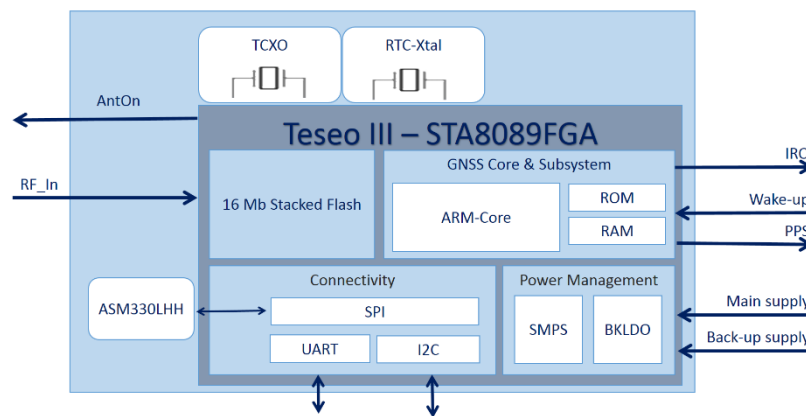 TCXO
RTC-Xtal
AntOn
Teseo III – STA8089FGA
RF_In
16 Mb Stacked Flash
GNSS Core & Subsystem
ARM-Core
ROM
RAM
IRQ
Wake-up
PPS
ASM330LHH
Connectivity
SPI
UART
I2C
Power Management
SMPS
BKLDO
Main supply
Back-up supply